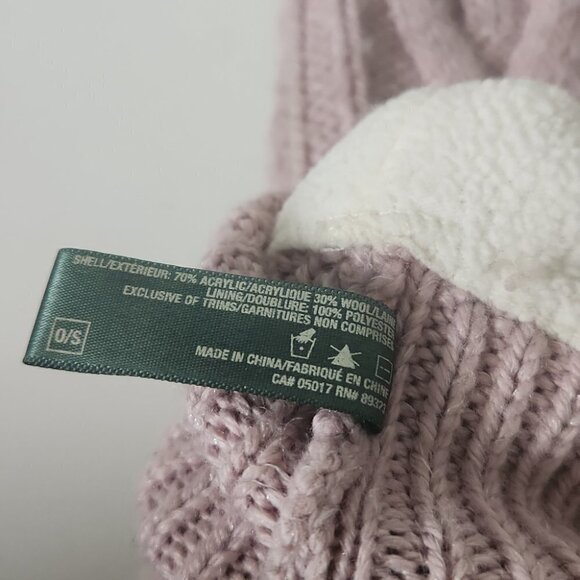 SHELL/EXTÉRIEUR: 70% ACRYLIC/ACRYLIQUE 30% WOOL/LAINE
LINING/DOUBLURE: 100% POLYESTER
EXCLUSIVE OF TRIMS/GARNITURES NON COMPRISES
O/S
MADE IN CHINA/FABRIQUÉ EN CHINE
CA# 05017 RN#